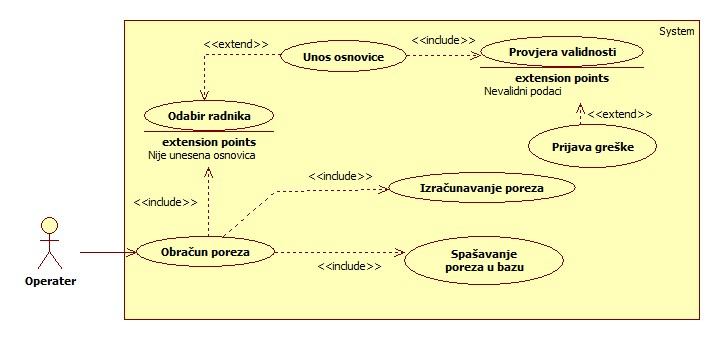 System
<<extend>>
Unos osnovice
<<include>>
Provjera validnosti
extension points
Nevalidni podaci
<<extend>>
Prijava greške
Odabir radnika
extension points
Nije unesena osnovica
<<include>>
<<include>>
Izračunavanje poreza
Obračun poreza
<<include>>
Spašavanje
poreza u bazu
Operater